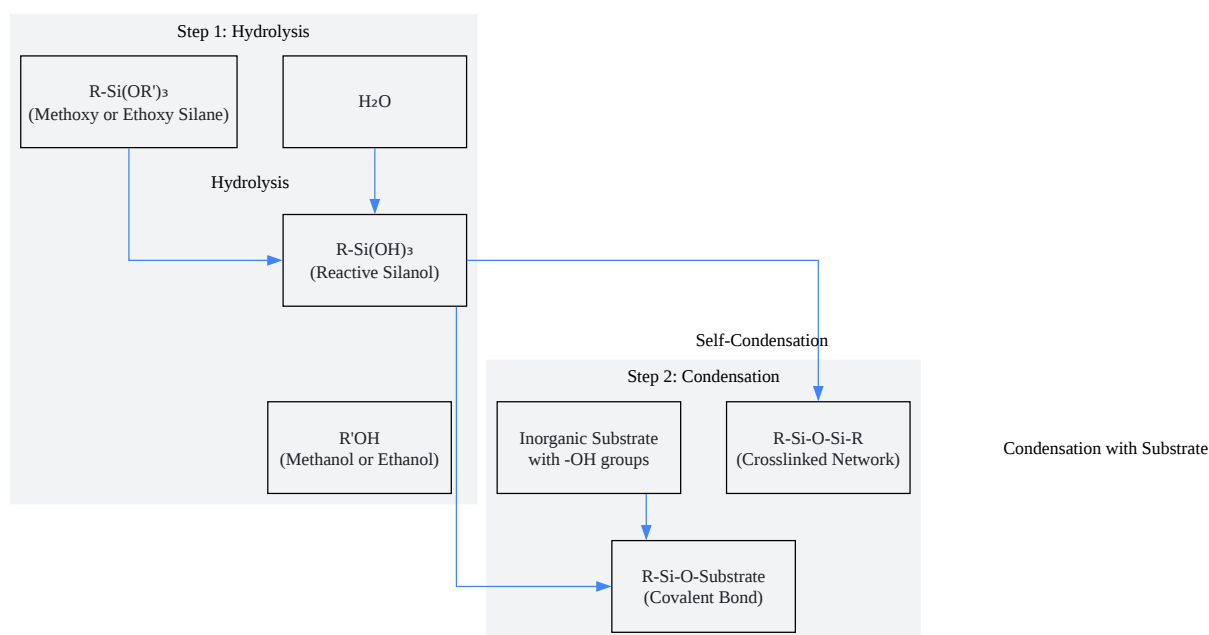 Step 1: Hydrolysis
R-Si(OR')₃
(Methoxy or Ethoxy Silane)
H₂O
Hydrolysis
R-Si(OH)₃
(Reactive Silanol)
Self-Condensation
Step 2: Condensation
R'OH
(Methanol or Ethanol)
Inorganic Substrate
with -OH groups
R-Si-O-Si-R
(Crosslinked Network)
Condensation with Substrate
R-Si-O-Substrate
(Covalent Bond)